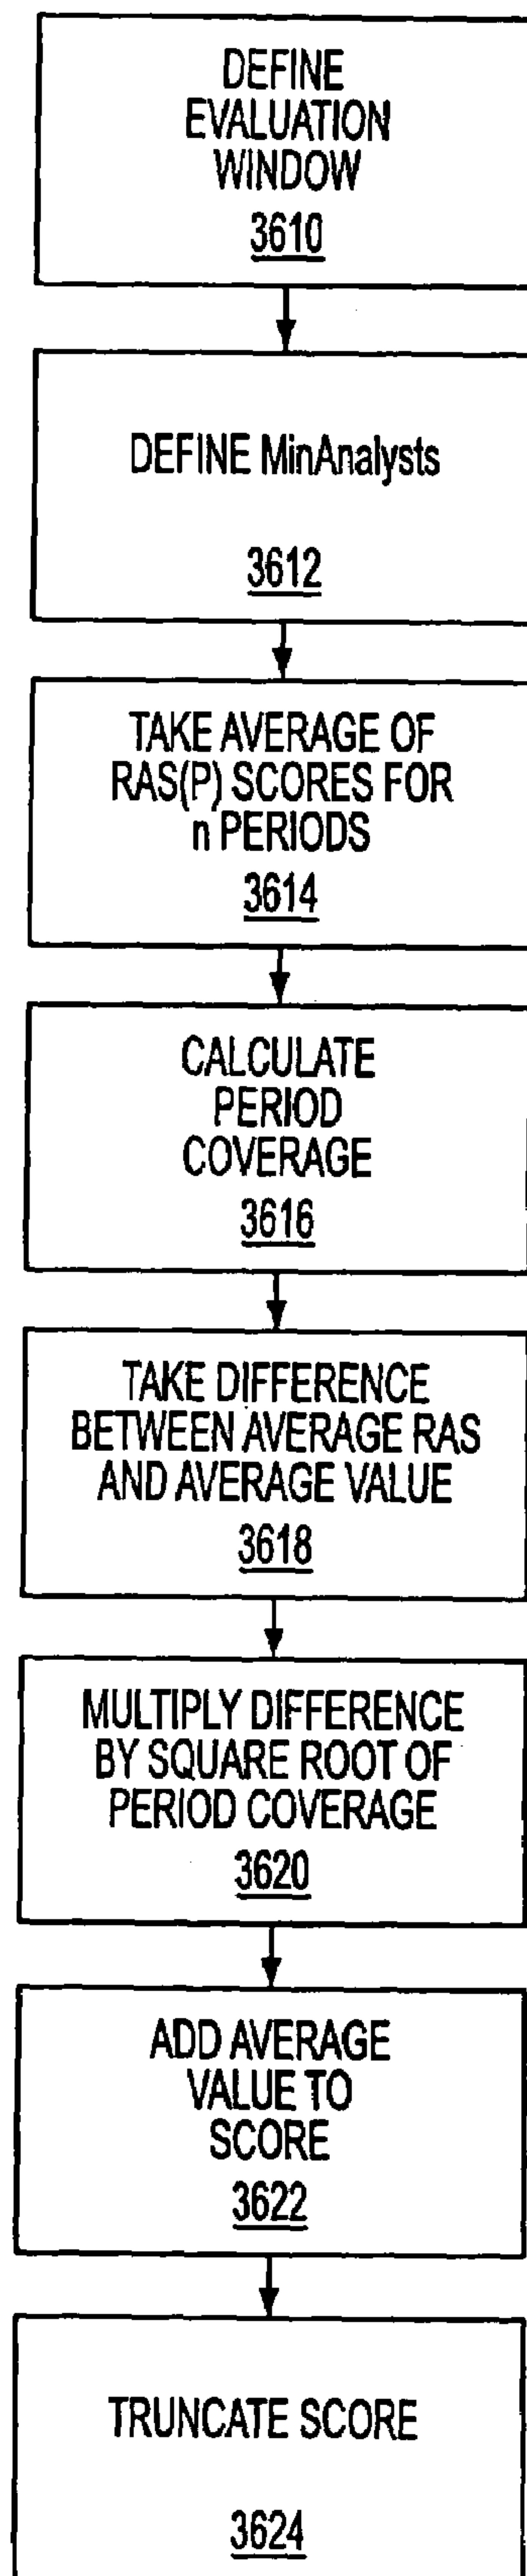 DEFINE
EVALUATION
WINDOW
3610
DEFINE MinAnalysts
3612
TAKE AVERAGE OF
RAS(P) SCORES FOR
n PERIODS
3614
CALCULATE
PERIOD
COVERAGE
3616
TAKE DIFFERENCE
BETWEEN AVERAGE RAS
AND AVERAGE VALUE
3618
MULTIPLY DIFFERENCE
BY SQUARE ROOT OF
PERIOD COVERAGE
3620
ADD AVERAGE
VALUE TO
SCORE
3622
TRUNCATE SCORE
3624